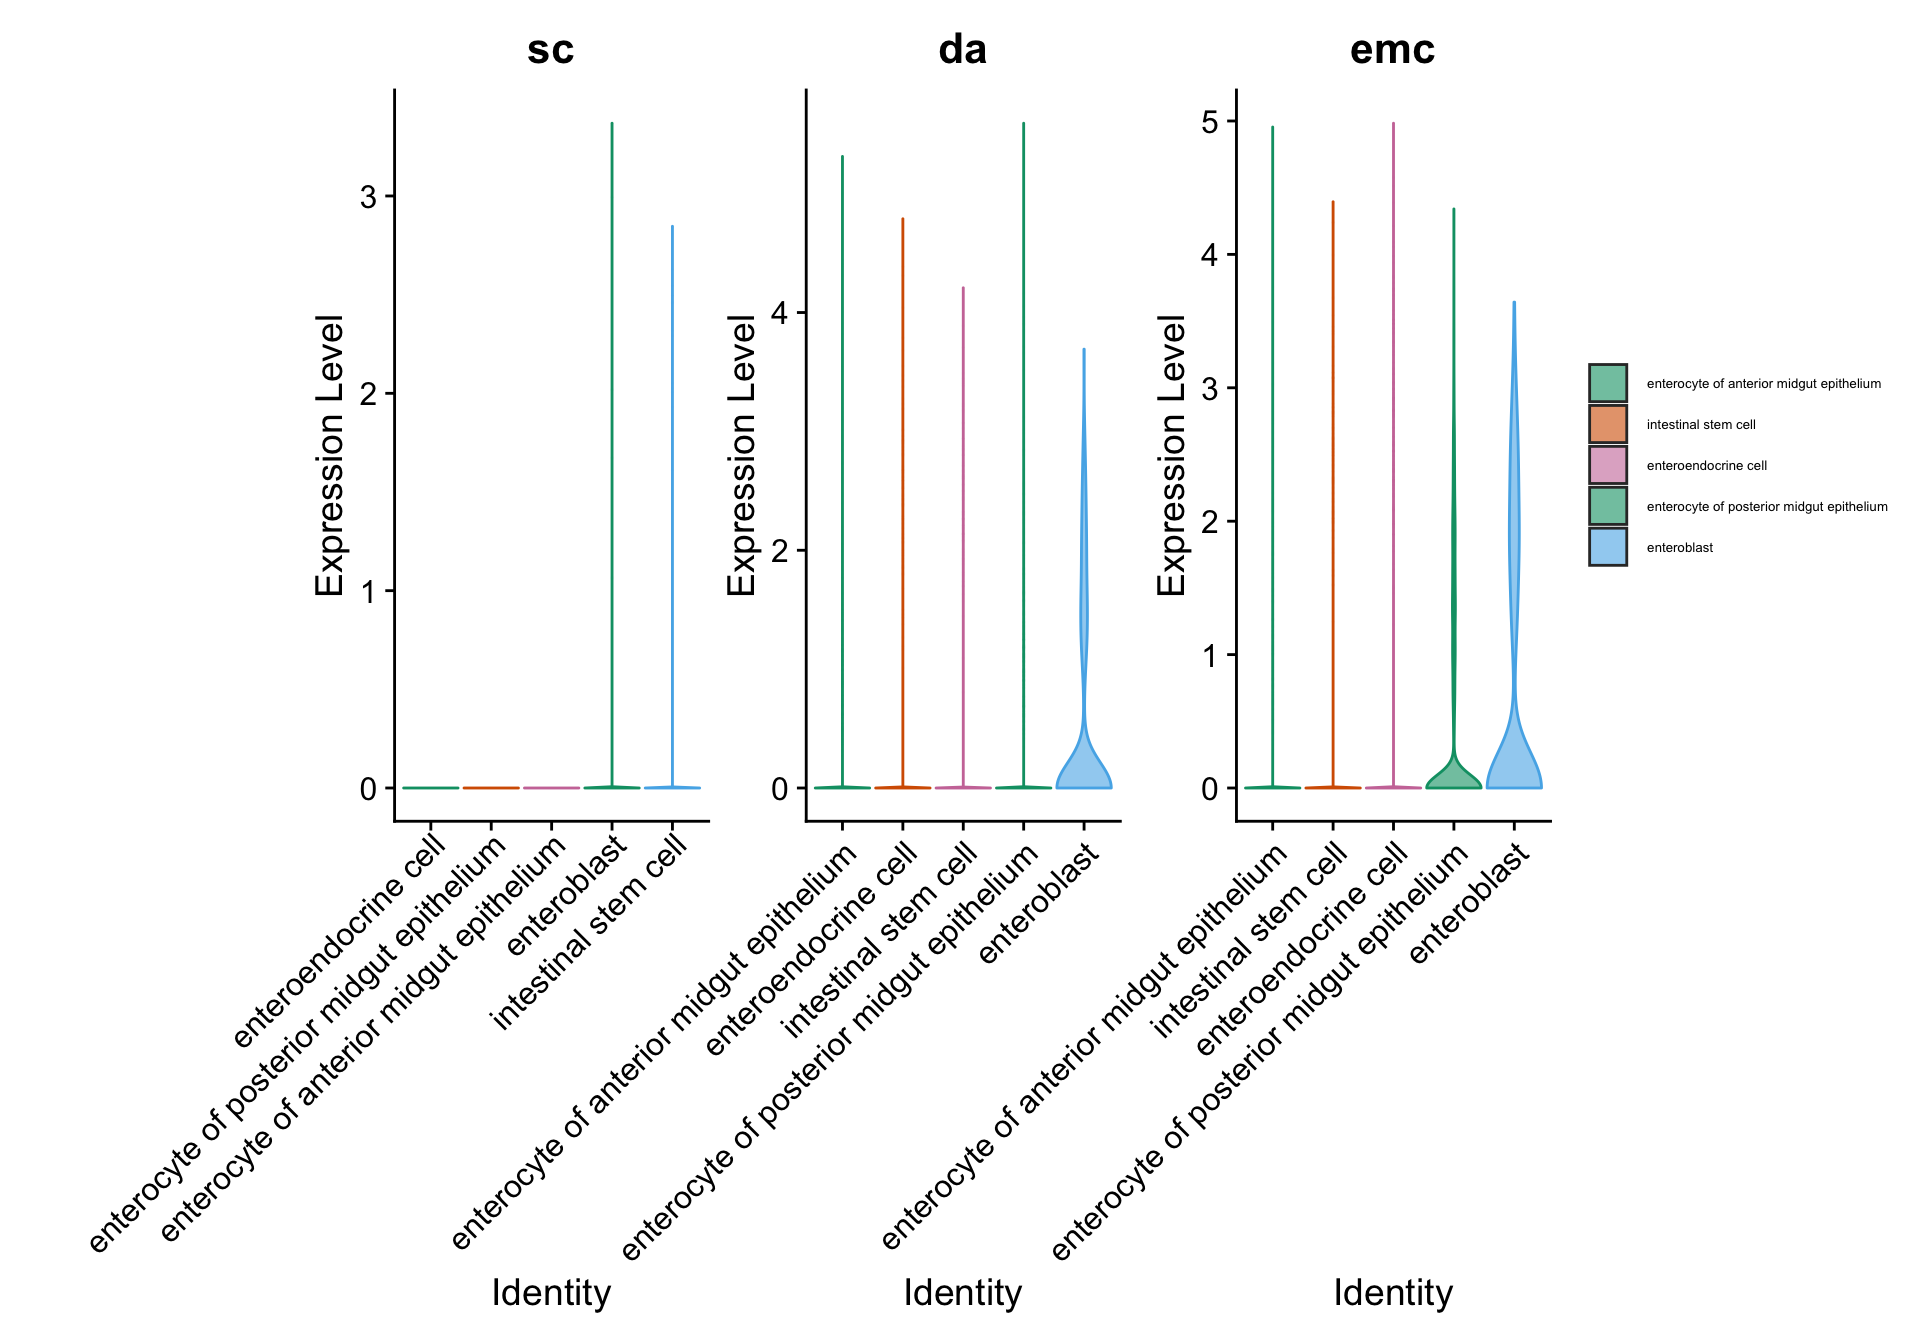 sc
Expression Level
3
2
1
0
enteroendocrine cell
enterocyte of posterior midgut epithelium
enterocyte of anterior midgut epithelium
enteroblast
intestinal stem cell
Identity
da
Expression Level
4
2
0
enterocyte of anterior midgut epithelium
enteroendocrine cell
intestinal stem cell
enterocyte of posterior midgut epithelium
enteroblast
Identity
emc
Expression Level
5
4
3
2
1
0
enterocyte of anterior midgut epithelium
intestinal stem cell
enteroendocrine cell
enterocyte of posterior midgut epithelium
enteroblast
Identity
enterocyte of anterior midgut epithelium
intestinal stem cell
enteroendocrine cell
enterocyte of posterior midgut epithelium
enteroblast